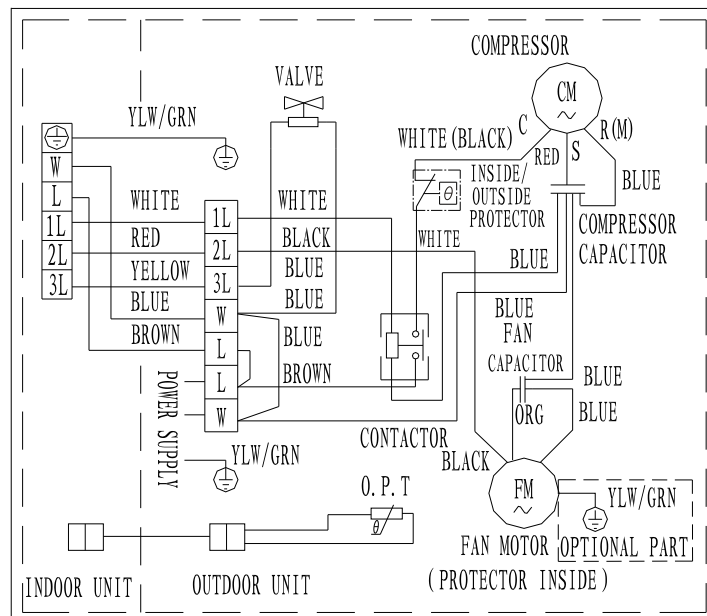 COMPRESSOR
VALVE
CM
YLW/GRN
C
R(M)
WHITE(BLACK)
RED
S
W
L
1L
2L
3L
WHITE
RED
YELLOW
BLUE
BROWN
1L
2L
3L
W
L
L
W
WHITE
BLACK
BLUE
BLUE
BLUE
BROWN
INSIDE/
OUTSIDE
PROTECTOR
θ
WHITE
BLUE
COMPRESSOR
CAPACITOR
BLUE
BLUE
FAN
CAPACITOR
BLUE
BLUE
ORG
POWER SUPPLY
YLW/GRN
CONTACTOR
BLACK
O.P.T
θ
FM
YLW/GRN
FAN MOTOR
OPTIONAL PART
(PROTECTOR INSIDE)
INDOOR UNIT
OUTDOOR UNIT